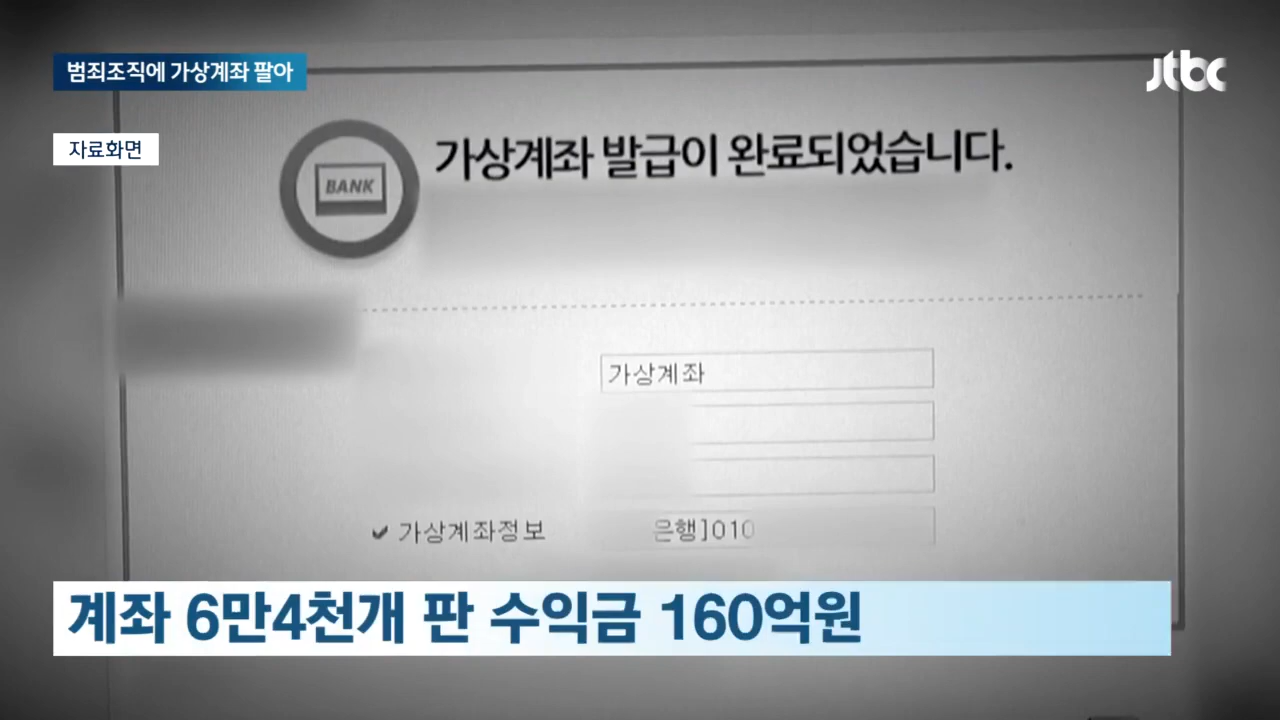 범죄조직에 가상계좌 팔아
jtbc
자료화면
BANK
가상계좌 발급이 완료되었습니다.
가상계좌
가상계좌정보
은행]010
계좌 6만4천개 판 수익금 160억원